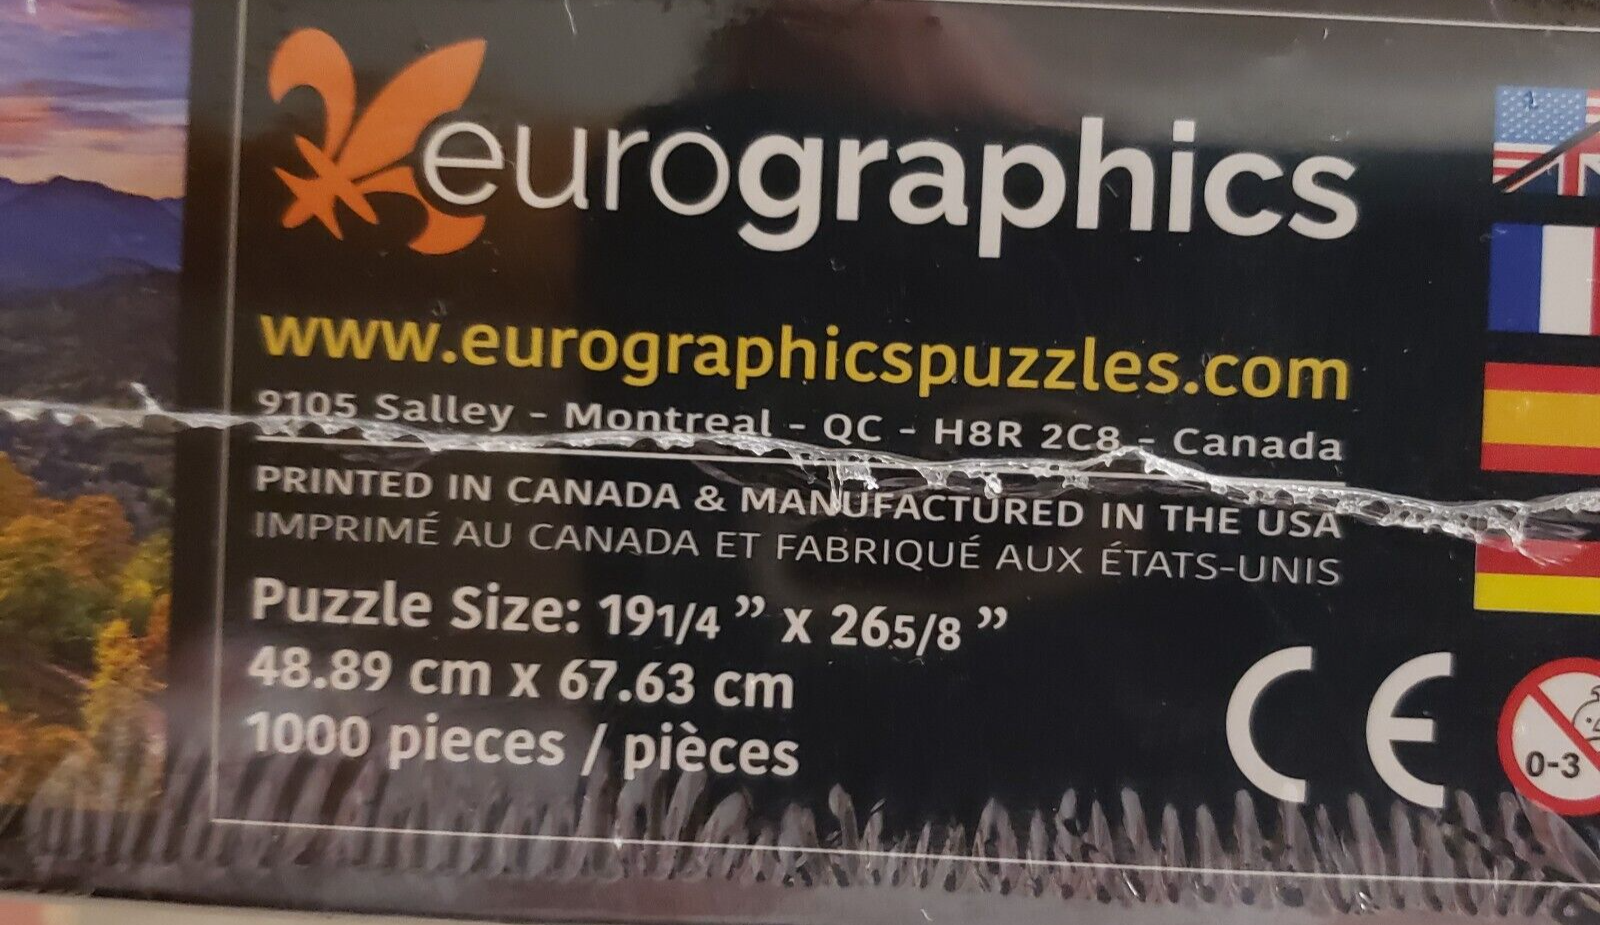 eurographics
www.eurographicspuzzles.com
9105 Salley - Montreal - QC - H8R 2C8 - Canada
PRINTED IN CANADA & MANUFACTURED IN THE USA
IMPRIMÉ AU CANADA ET FABRIQUÉ AUX ÉTATS-UNIS
Puzzle Size: 19 1/4 ” x 26 5/8 ”
48.89 cm x 67.63 cm
1000 pieces / pièces
CE
0-3